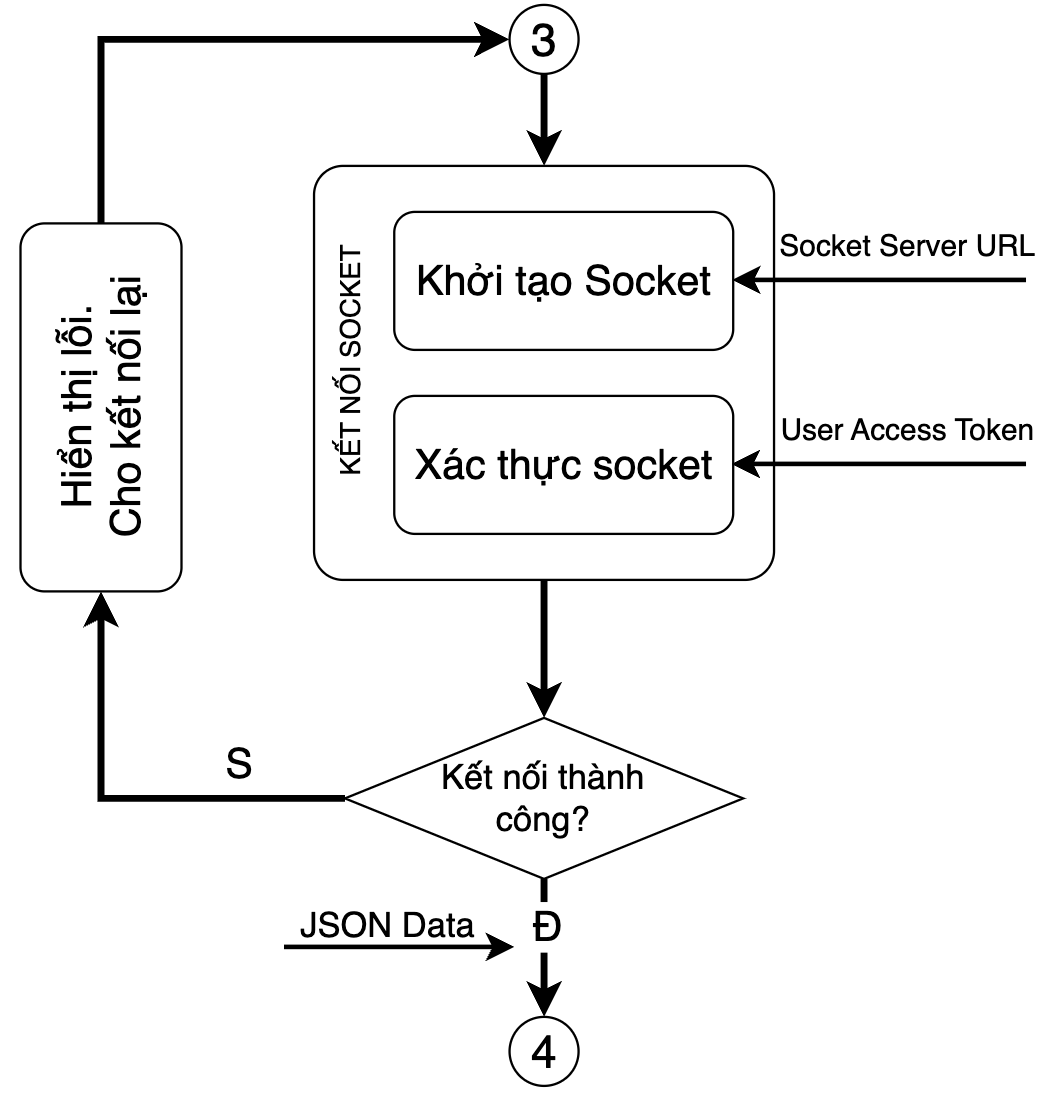 3
KẾT NỐI SOCKET
Khởi tạo Socket
Socket Server URL
Xác thực socket
User Access Token
Hiển thị lỗi.
Cho kết nối lại
Kết nối thành
công?
S
Đ
JSON Data
4